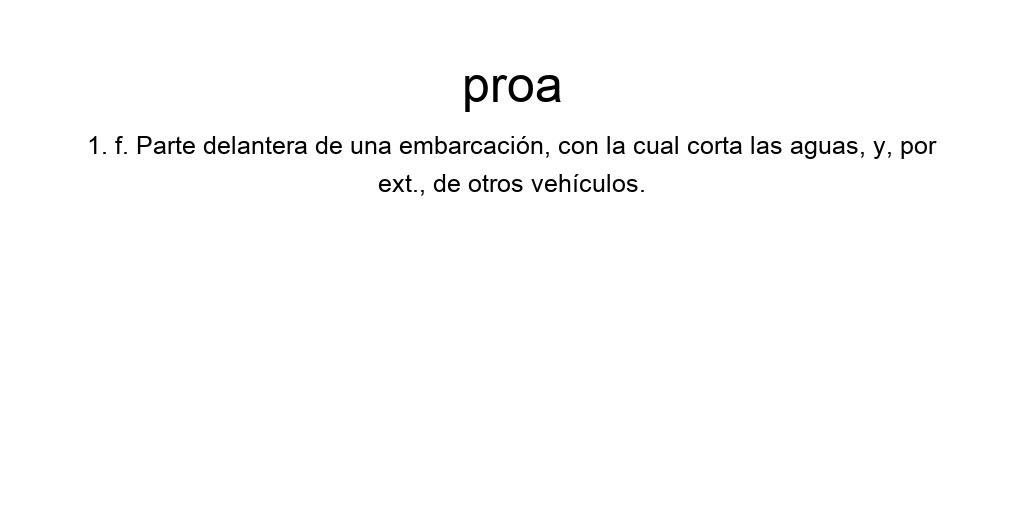 proa
1. f. Parte delantera de una embarcación, con la cual corta las aguas, y, por
ext., de otros vehículos.